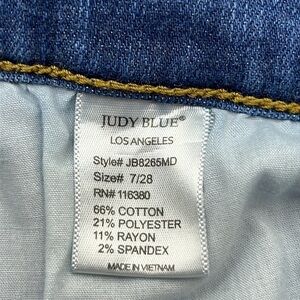 JUDY BLUE®
LOS ANGELES
Style# JB8265MD
Size# 7/28
RN# 116380
66% COTTON
21% POLYESTER
11% RAYON
2% SPANDEX
MADE IN VIETNAM